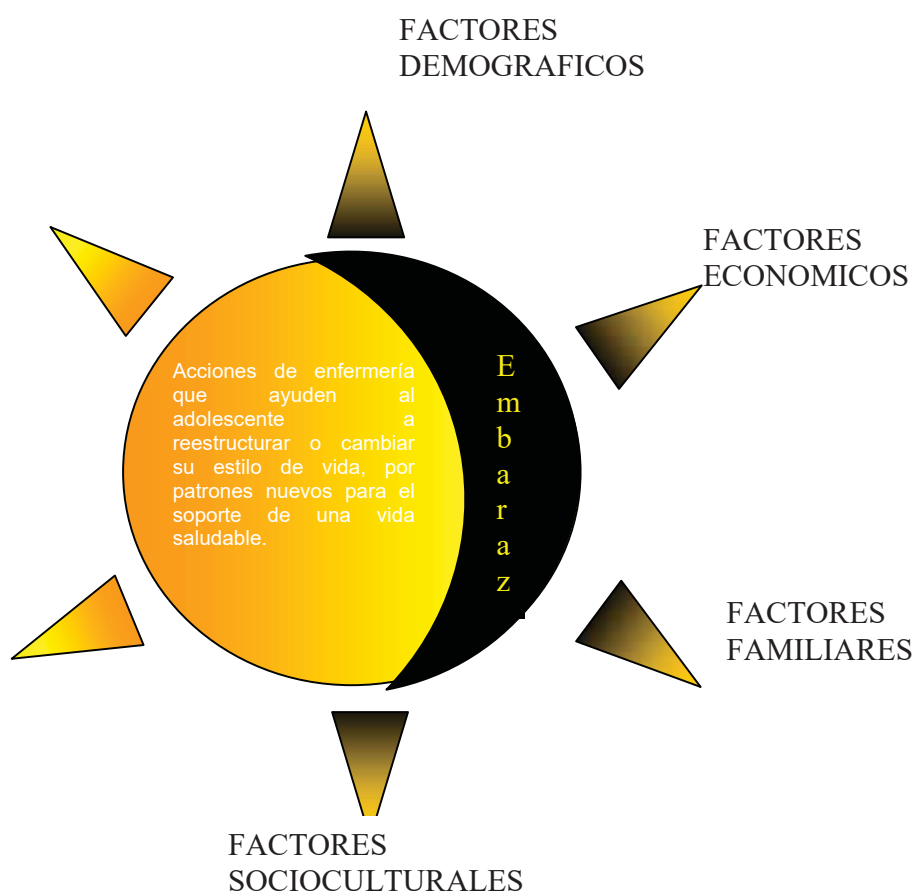 FACTORES
DEMOGRAFICOS
FACTORES
ECONOMICOS
Acciones de enfermería
que ayuden al
adolescente a
reestructurar o cambiar
su estilo de vida, por
patrones nuevos para el
soporte de una vida
saludable.
E
m
b
a
r
a
z
FACTORES
FAMILIARES
FACTORES
SOCIOCULTURALES